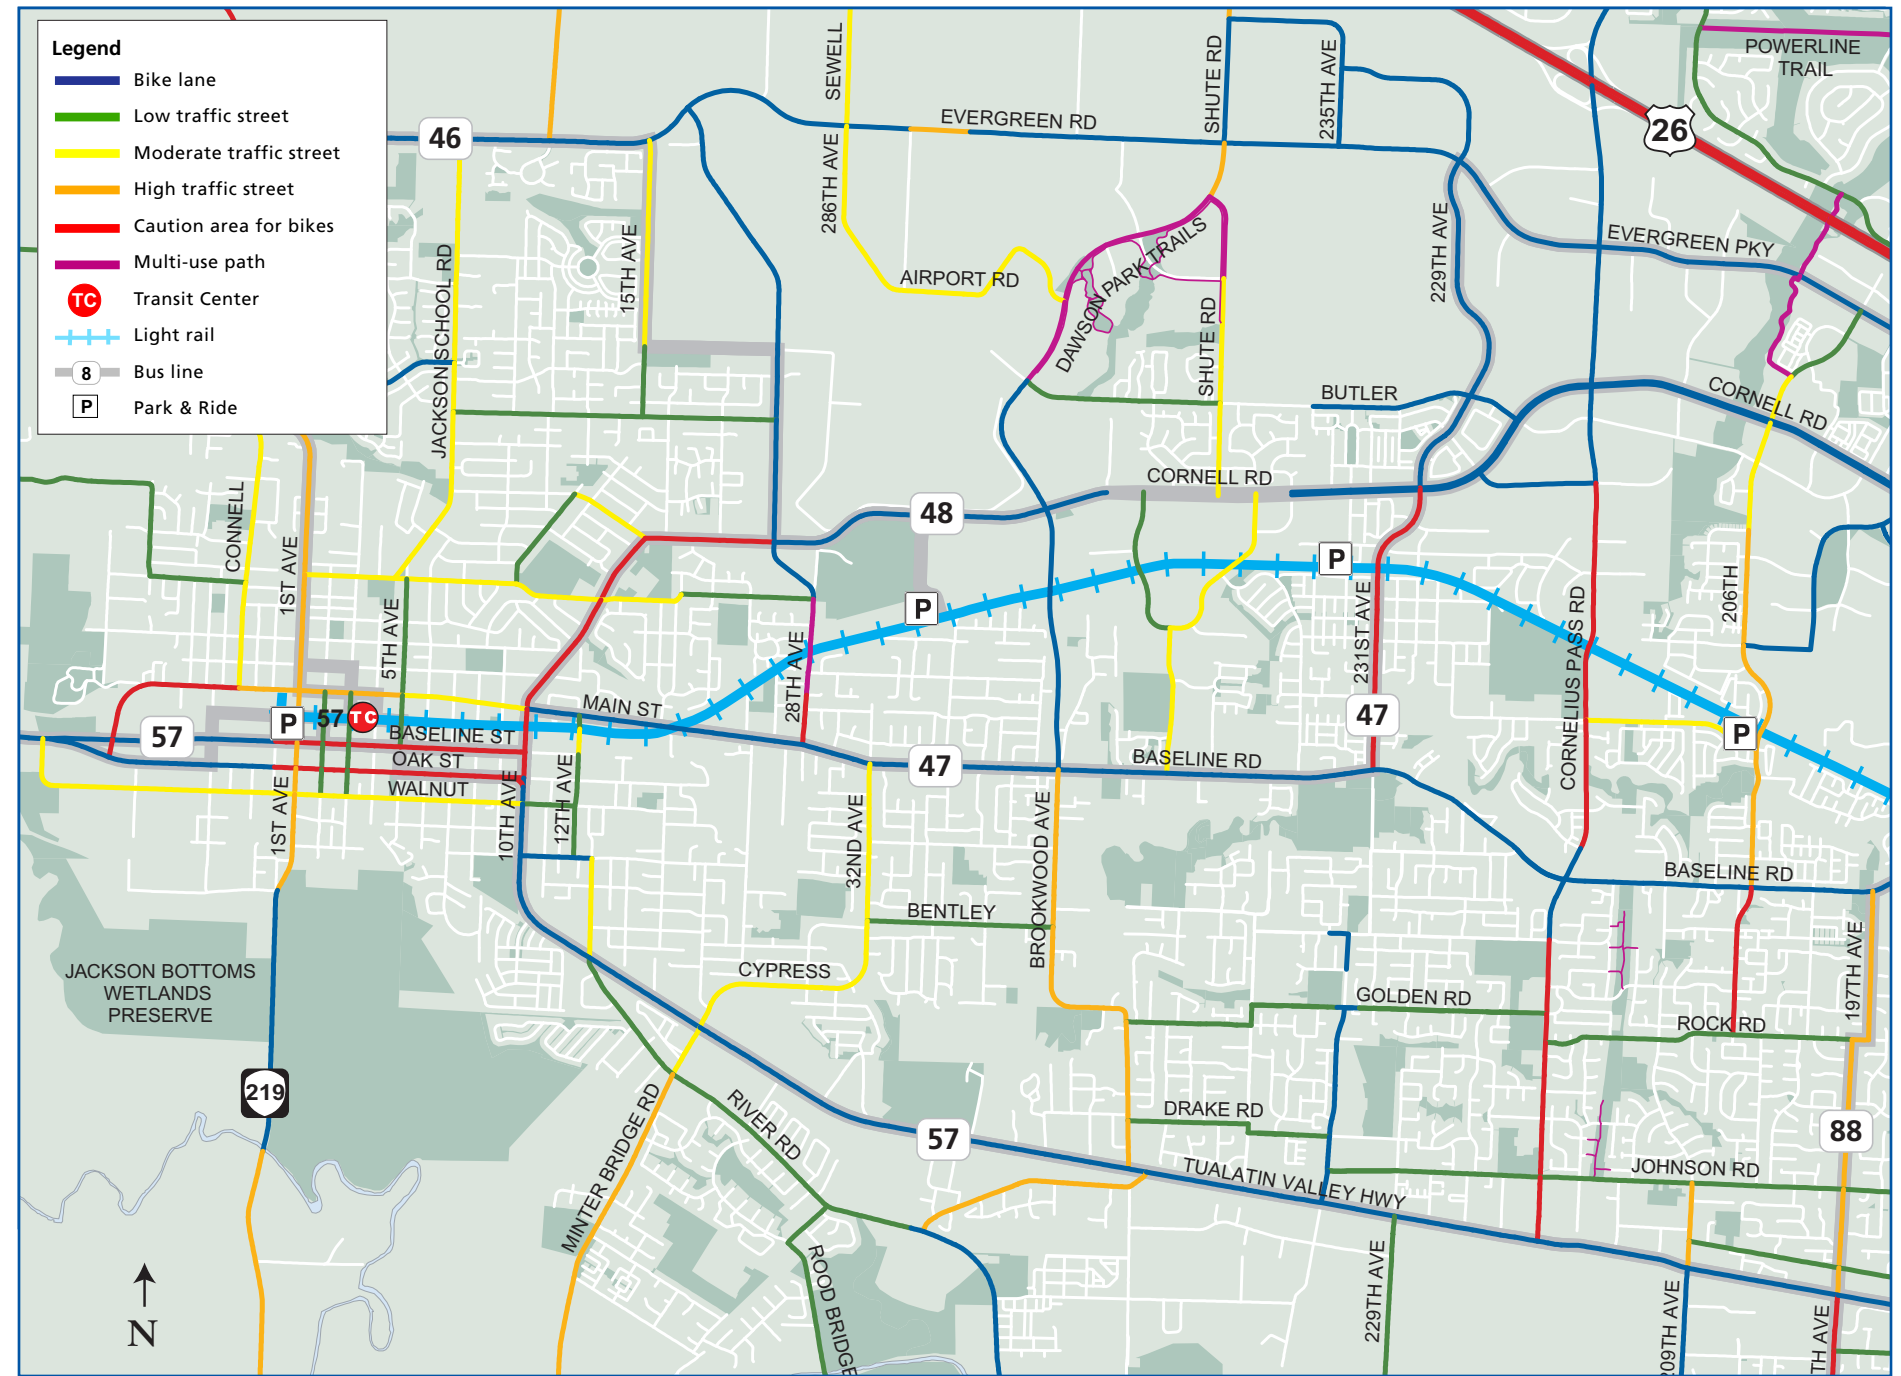 Legend
Bike lane
Low traffic street
Moderate traffic street
High traffic street
Caution area for bikes
Multi-use path
TC Transit Center
Light rail
8 Bus line
P Park & Ride
POWERLINE
TRAIL
SEWELL
SHUTE RD
235TH AVE
EVERGREEN RD
26
46
286TH AVE
15TH AVE
JACKSON SCHOOL RD
AIRPORT RD
DAWSON PARK TRAILS
SHUTE RD
229TH AVE
EVERGREEN PKY
BUTLER
CORNELL RD
CORNELL RD
48
CONNELL
1ST AVE
5TH AVE
P
P
28TH AVE
231ST AVE
CORNELIUS PASS RD
206TH
MAIN ST
57
P
57
TC
BASELINE ST
OAK ST
WALNUT
47
47
P
BASELINE RD
1ST AVE
10TH AVE
12TH AVE
32ND AVE
BROOKWOOD AVE
BASELINE RD
BENTLEY
197TH AVE
JACKSON BOTTOMS
WETLANDS
PRESERVE
CYPRESS
GOLDEN RD
ROCK RD
219
MINTER BRIDGE RD
RIVER RD
DRAKE RD
57
88
TUALATIN VALLEY HWY
JOHNSON RD
ROOD BRIDGE
229TH AVE
209TH AVE
TH AVE
N